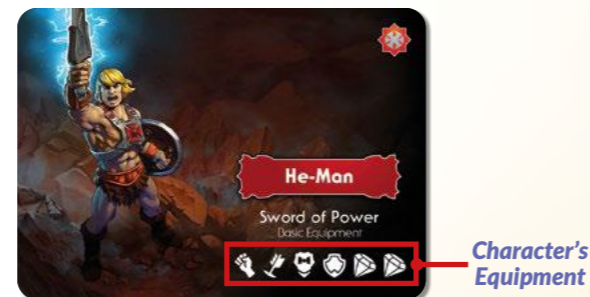 He-Man
Sword of Power
Basic Equipment
Character's
Equipment